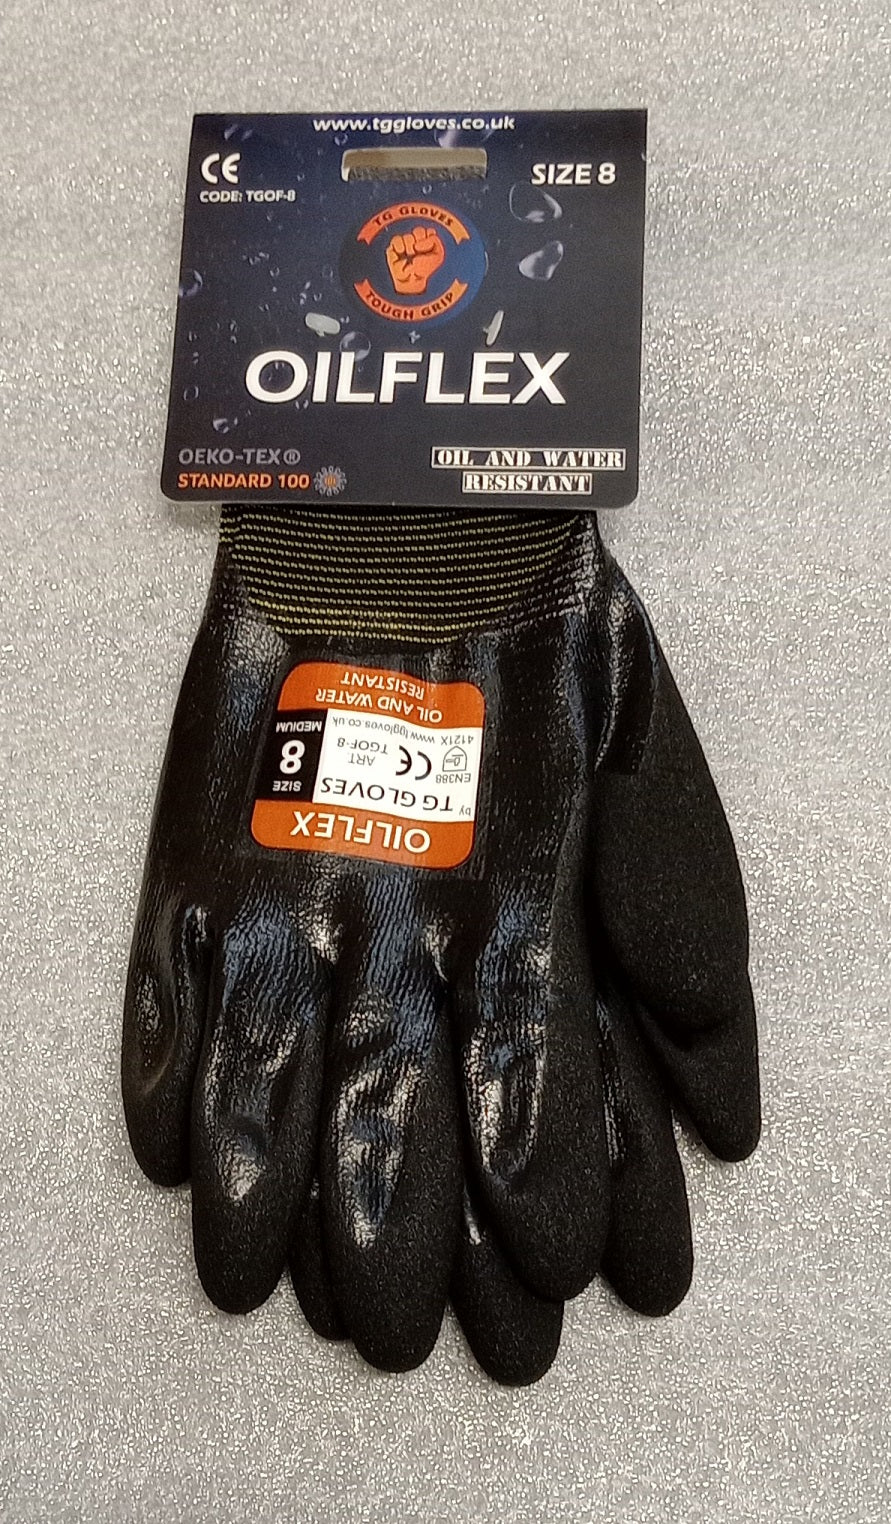 www.tggloves.co.uk
CE
SIZE 8
CODE: TGOF-8
TG GLOVES
TOUGH GRIP
OILFLEX
OEKO-TEX®
STANDARD 100
OIL AND WATER
RESISTANT
OILFLEX
by TG GLOVES
SIZE
8
MEDIUM
EN388
CE
ART.
TGOF-8
4121X www.tggloves.co.uk
OIL AND WATER
RESISTANT